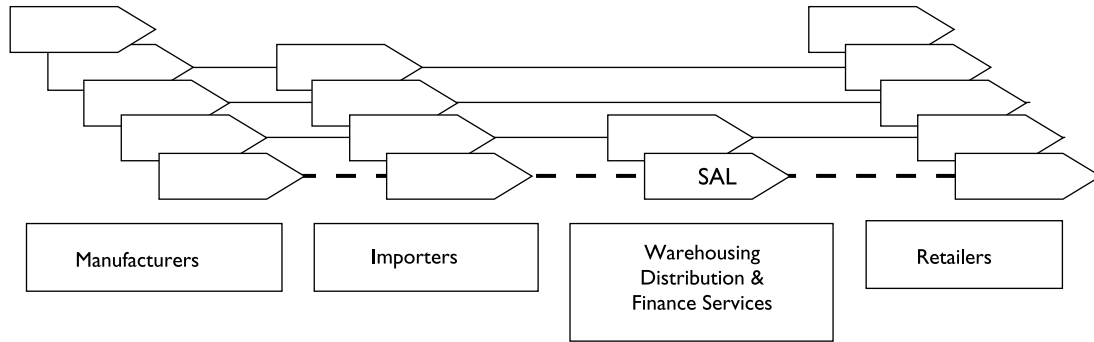 SAL
Manufacturers
Importers
Warehousing
Distribution &
Finance Services
Retailers